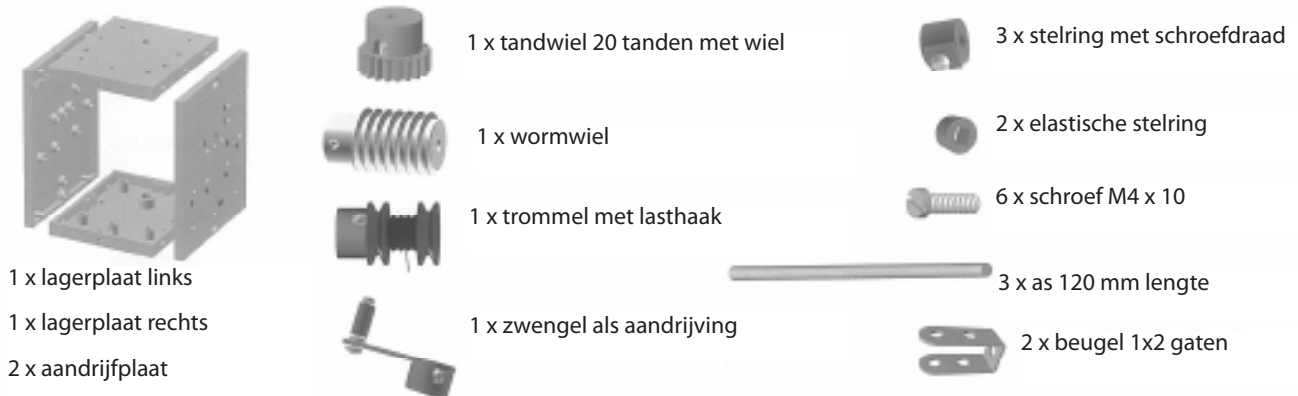 1 x tandwiel 20 tanden met wiel
1 x wormwiel
1 x trommel met lasthaak
1 x zwengel als aandrijving
3 x stelring met schroefdraad
2 x elastische stelring
6 x schroef M4 x 10
3 x as 120 mm lengte
2 x beugel 1x2 gaten
1 x lagerplaat links
1 x lagerplaat rechts
2 x aandrijfplaat